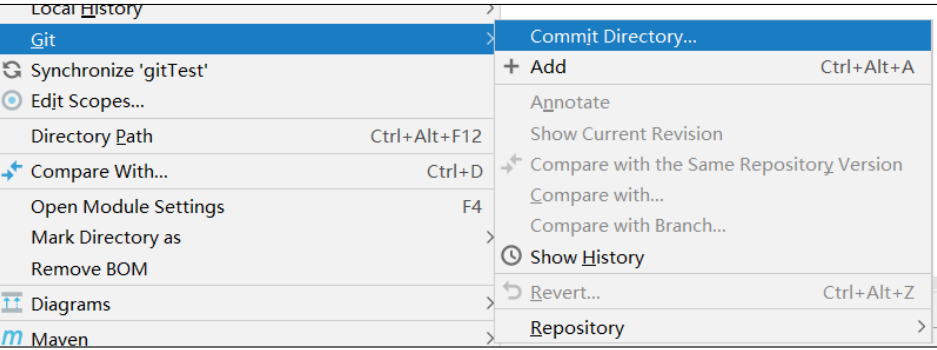 Local History
Git
Synchronize 'gitTest'
Edit Scopes...
Directory Path Ctrl+Alt+F12
Compare With... Ctrl+D
Open Module Settings F4
Mark Directory as
Remove BOM
Diagrams
Maven
Commit Directory...
Add Ctrl+Alt+A
Annotate
Show Current Revision
Compare with the Same Repository Version
Compare with...
Compare with Branch...
Show History
Revert... Ctrl+Alt+Z
Repository